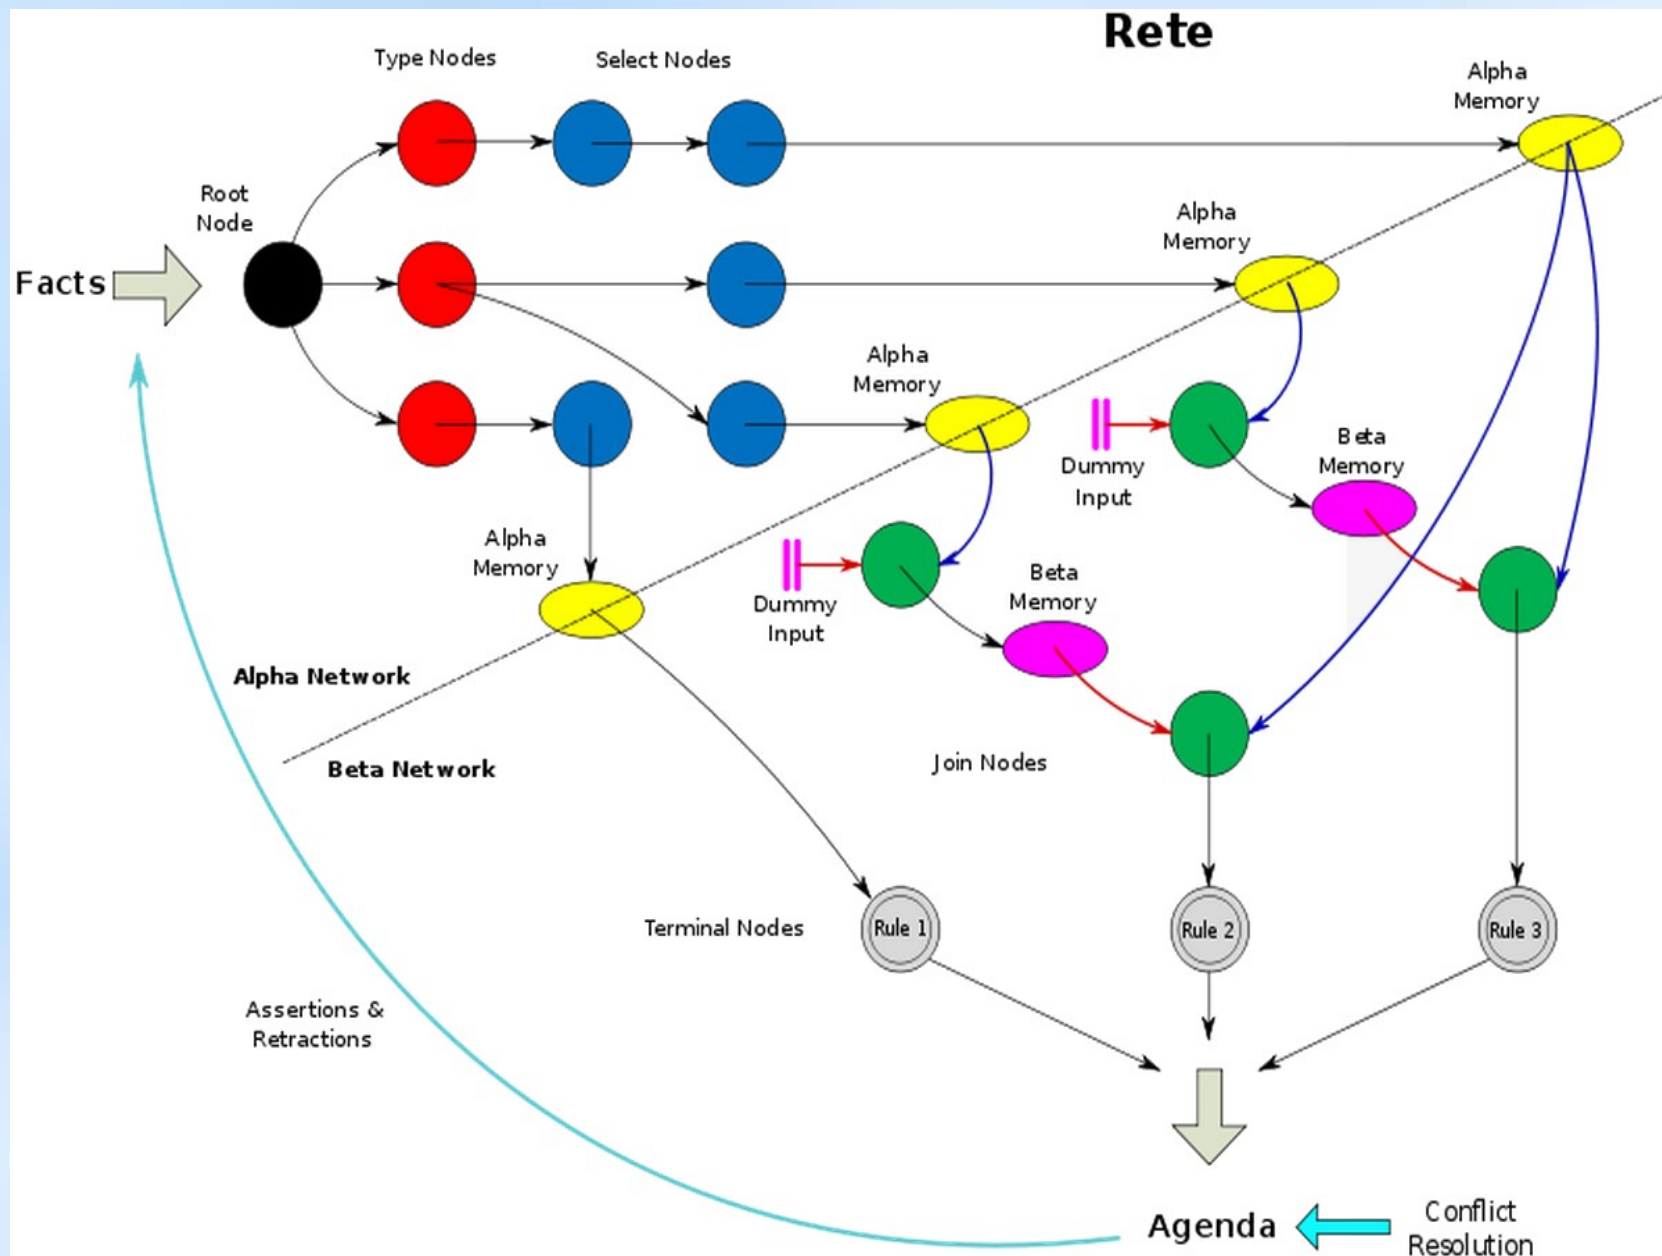 Rete
Type Nodes
Select Nodes
Alpha
Memory
Root
Node
Alpha
Memory
Facts
Alpha
Memory
Dummy
Input
Beta
Memory
Alpha
Memory
Dummy
Input
Beta
Memory
Alpha Network
Beta Network
Join Nodes
Terminal Nodes
Rule 1
Rule 2
Rule 3
Assertions &
Retractions
Agenda
Conflict
Resolution